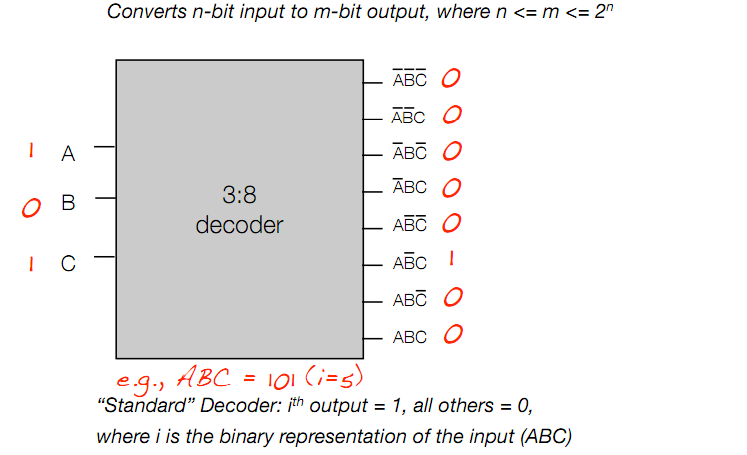 Converts n-bit input to m-bit output, where n <= m <= 2ⁿ
A̅B̅C̅ 0
A̅B̅C 0
1 A A̅BC̅ 0
3:8 A̅BC 0
0 B
decoder AB̅C̅ 0
1 C AB̅C 1
ABC̅ 0
ABC 0
e.g., ABC = 101 (i=5)
“Standard” Decoder: iᵗʰ output = 1, all others = 0,
where i is the binary representation of the input (ABC)